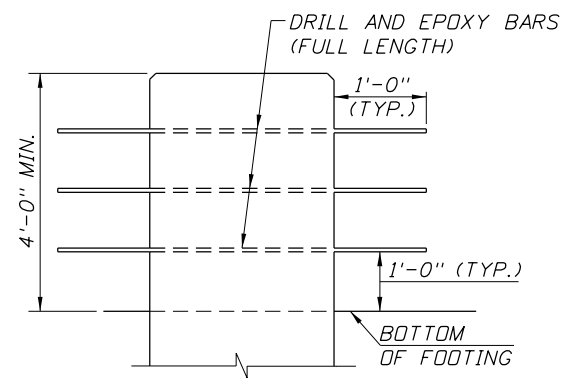 DRILL AND EPOXY BARS
(FULL LENGTH)
1'-0"
(TYP.)
4'-0" MIN.
1'-0" (TYP.)
BOTTOM
OF FOOTING